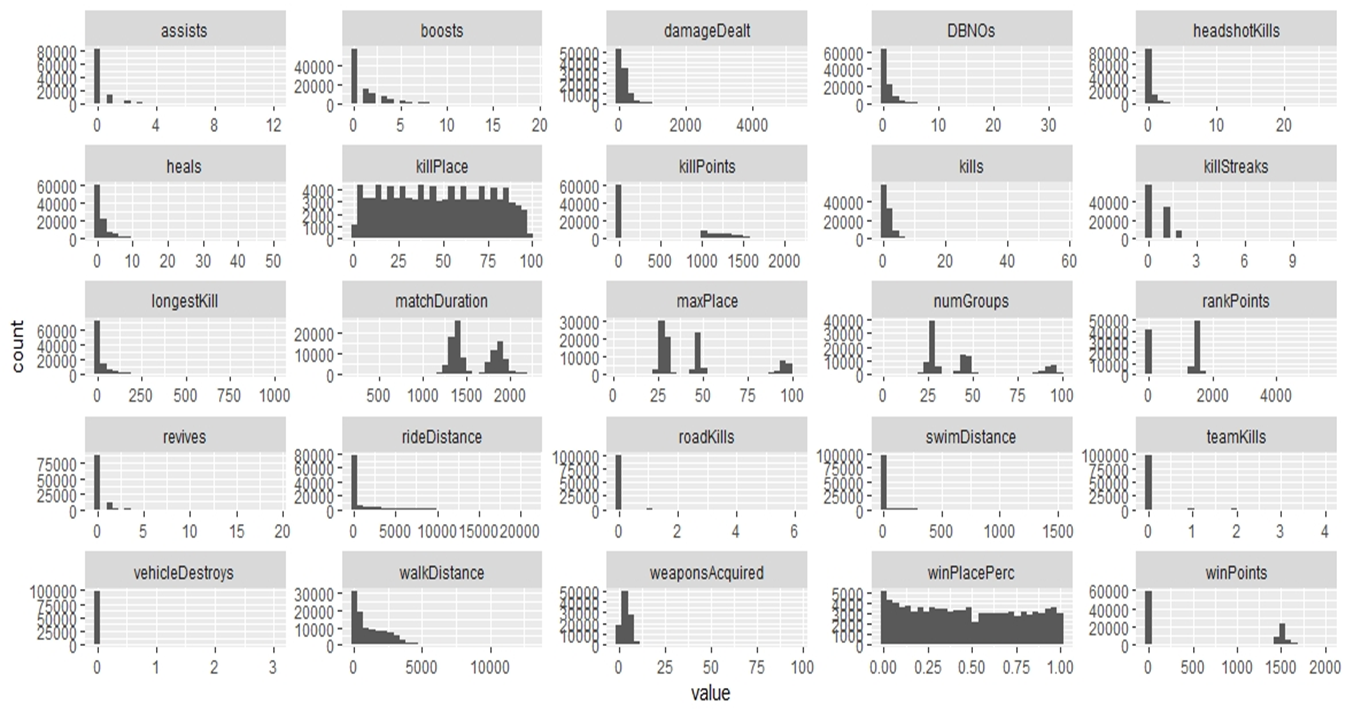 assists boosts damageDealt DBNOs headshotKills
80000 60000 40000 20000 0
40000 20000 0
50000 40000 30000 20000 10000 0
60000 40000 20000 0
80000 60000 40000 20000 0
0 4 8 12
0 5 10 15 20
0 2000 4000
0 10 20 30
0 10 20
heals killPlace killPoints kills killStreaks
60000 40000 20000 0
4000 3000 2000 1000 0
60000 40000 20000 0
40000 20000 0
40000 20000 0
0 10 20 30 40 50
0 25 50 75 100
0 500 1000 1500 2000
0 20 40 60
0 3 6 9
longestKill matchDuration maxPlace numGroups rankPoints
60000 40000 20000 0
20000 10000 0
30000 20000 10000 0
40000 30000 20000 10000 0
50000 40000 30000 20000 10000 0
0 250 500 750 1000
500 1000 1500 2000
0 25 50 75 100
0 25 50 75 100
0 2000 4000
count
revives rideDistance roadKills swimDistance teamKills
75000 50000 25000 0
80000 60000 40000 20000 0
100000 75000 50000 25000 0
100000 75000 50000 25000 0
100000 75000 50000 25000 0
0 5 10 15 20
0 5000 10000 15000 20000
0 2 4 6
0 500 1000 1500
0 1 2 3 4
vehicleDestroys walkDistance weaponsAcquired winPlacePerc winPoints
100000 75000 50000 25000 0
30000 20000 10000 0
50000 40000 30000 20000 10000 0
5000 4000 3000 2000 1000 0
60000 40000 20000 0
0 1 2 3
0 5000 10000
0 25 50 75 100
0.00 0.25 0.50 0.75 1.00
0 500 1000 1500 2000
value